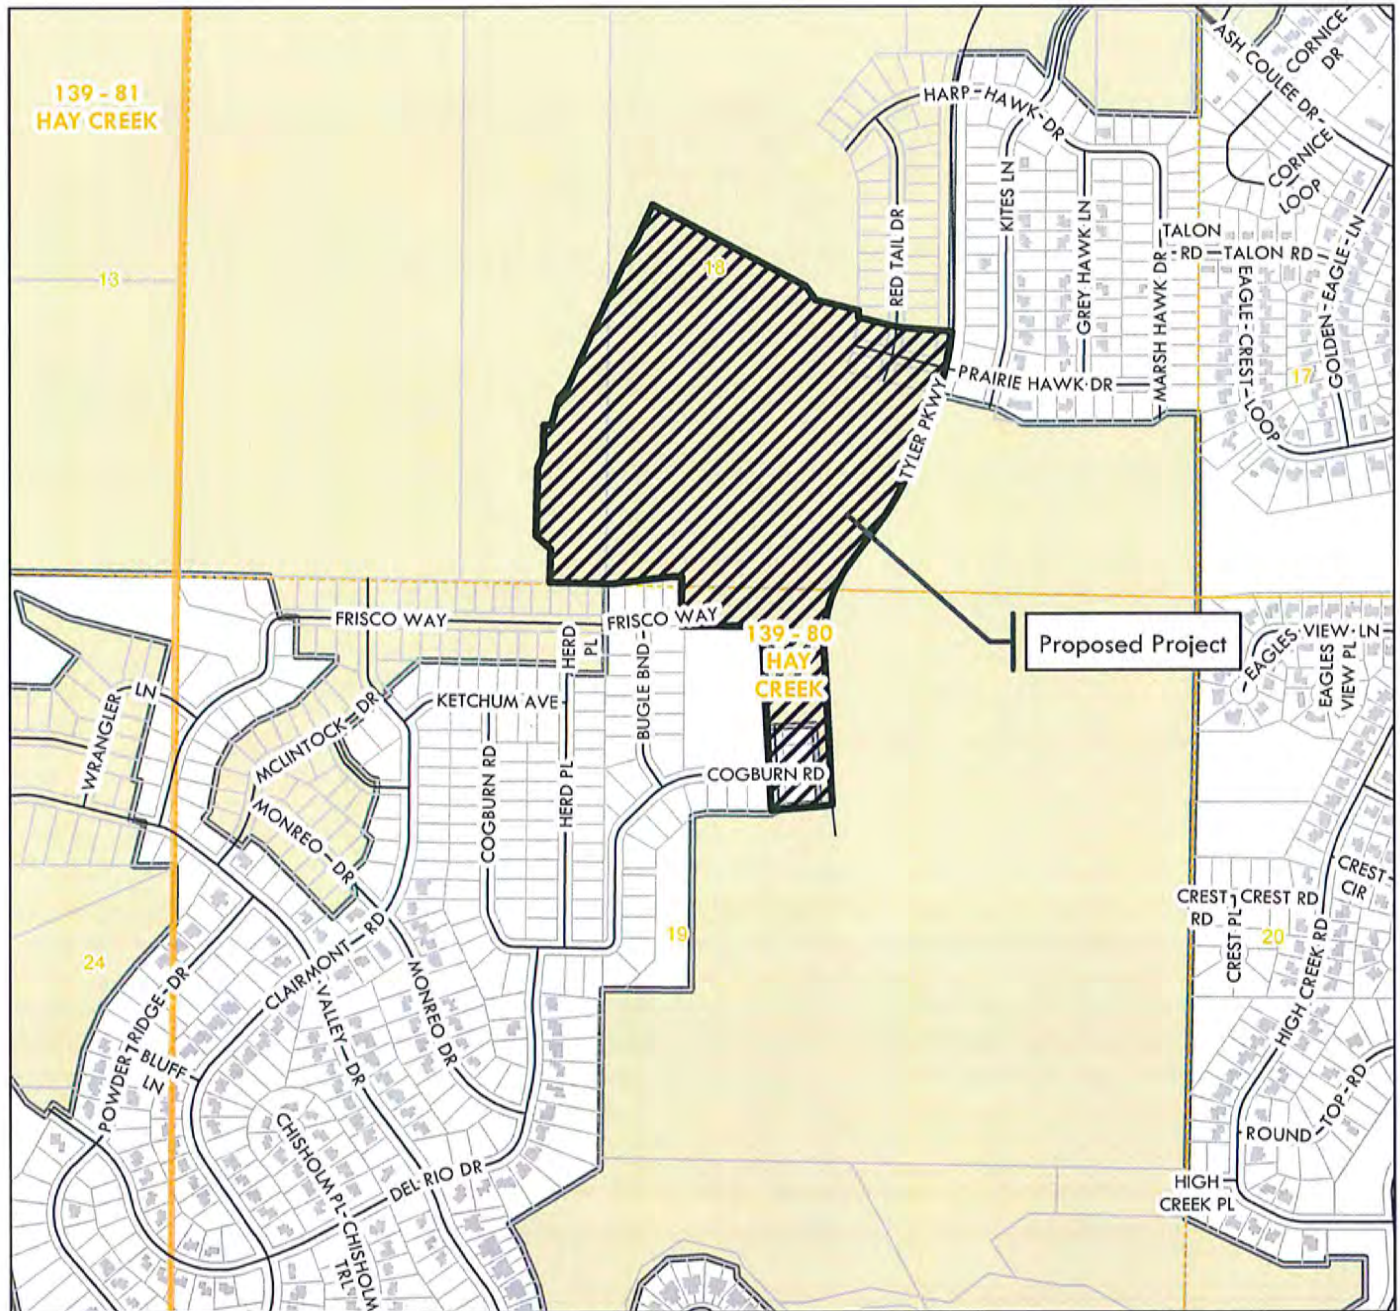 139 - 81
HAY CREEK
ASH COULEE DR
CORNICE
DR
HARP-HAWK-DR
CORNICE
LOOP
KITES LN
GREY HAWK LN
RED TAIL DR
TALON
RD
TALON RD
MARSH HAWK DR
EAGLE-CREST-LOOP
GOLDEN-EAGLE-LN
13
18
17
PRAIRIE HAWK DR
TYLER PKWY
FRISCO WAY
FRISCO WAY
HERD
PL
139 - 80
HAY
CREEK
Proposed Project
EAGLES VIEW LN
EAGLES
VIEW PL
WRANGLER LN
MCLINTOCK DR
KETCHUM AVE
BUGLE BND
COGBURN RD
COGBURN RD
HERD PL
MONREO DR
CREST
CIR
CREST
RD
CREST RD
CREST PL
19
20
24
HIGH CREEK RD
CLAIRMONT RD
MONREO DR
VALLEY DR
POWDER RIDGE DR
BLUFF
LN
ROUND TOP RD
CHISHOLM PL
CHISHOLM
TRL
DEL RIO DR
HIGH
CREEK PL